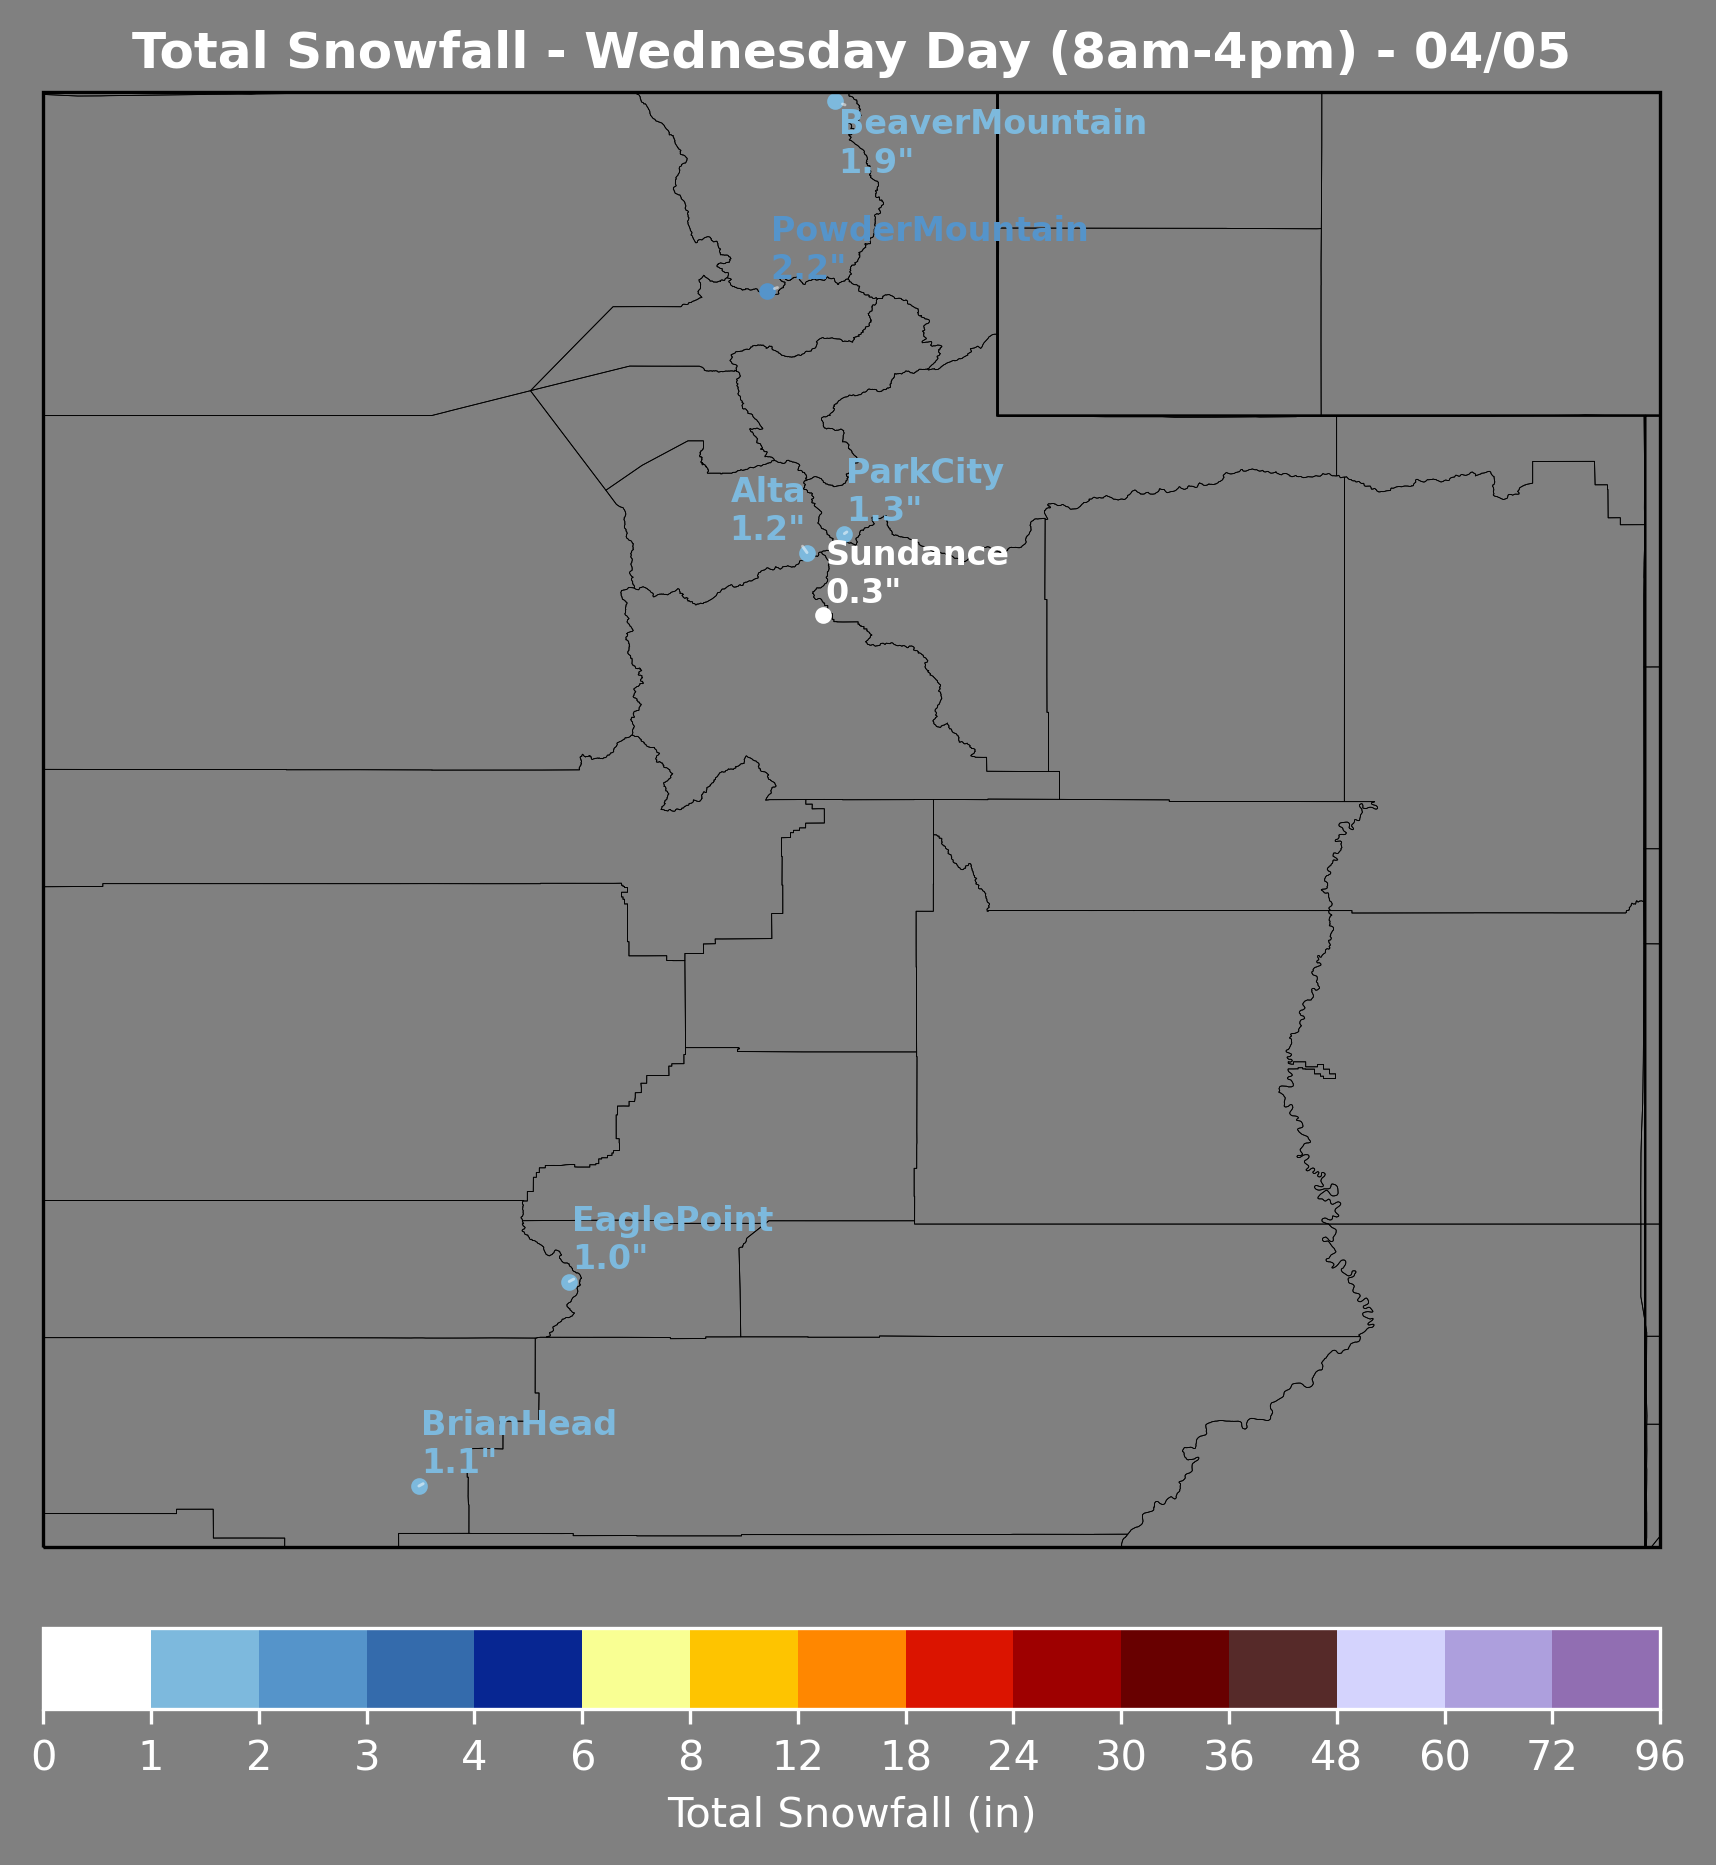 Total Snowfall - Wednesday Day (8am-4pm) - 04/05
BeaverMountain
1.9"
PowderMountain
2.2"
ParkCity
1.3"
Alta
1.2"
Sundance
0.3"
EaglePoint
1.0"
BrianHead
1.1"
0 1 2 3 4 6 8 12 18 24 30 36 48 60 72 96
Total Snowfall (in)